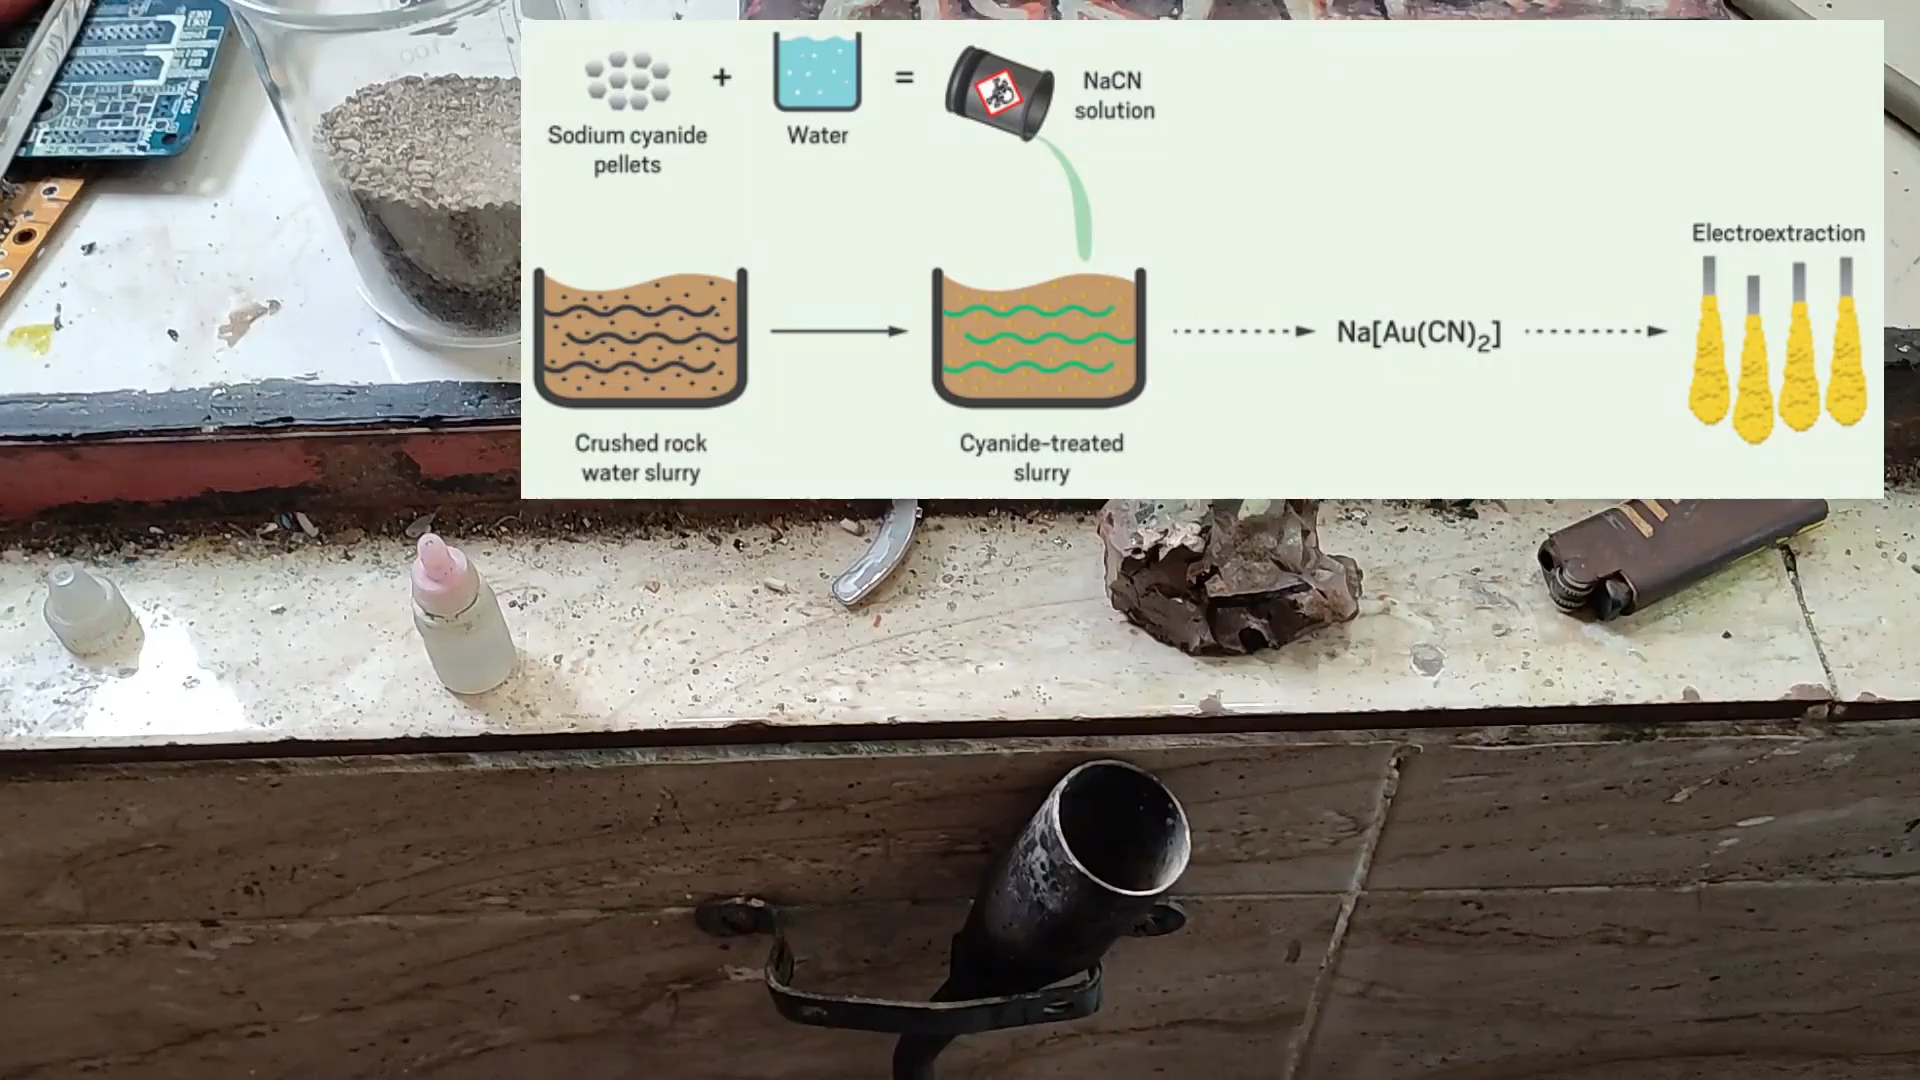 +
=
NaCN
solution
Sodium cyanide
pellets
Water
Electroextraction
Na[Au(CN)₂]
Crushed rock
water slurry
Cyanide-treated
slurry